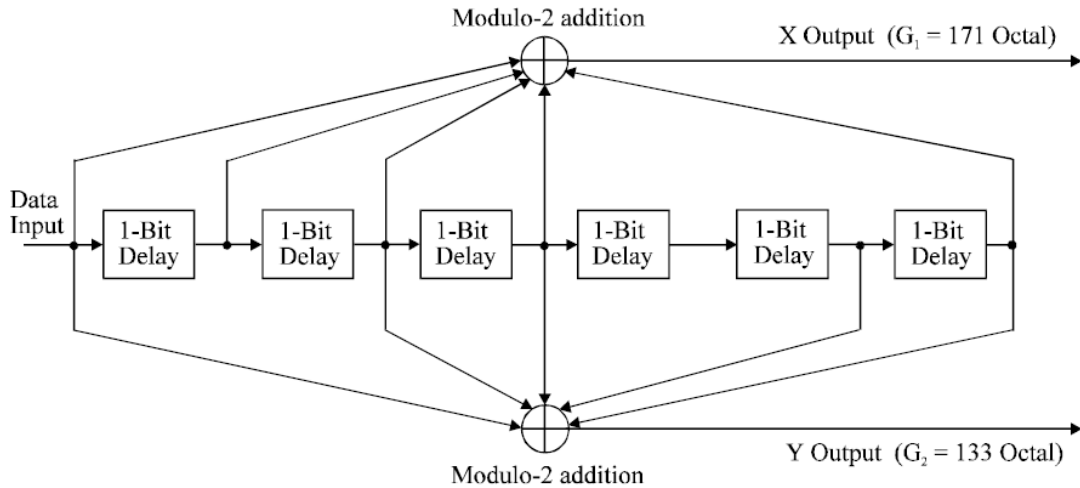 Modulo-2 addition
X Output (G₁ = 171 Octal)
Data
Input
1-Bit
Delay
1-Bit
Delay
1-Bit
Delay
1-Bit
Delay
1-Bit
Delay
1-Bit
Delay
Y Output (G₂ = 133 Octal)
Modulo-2 addition